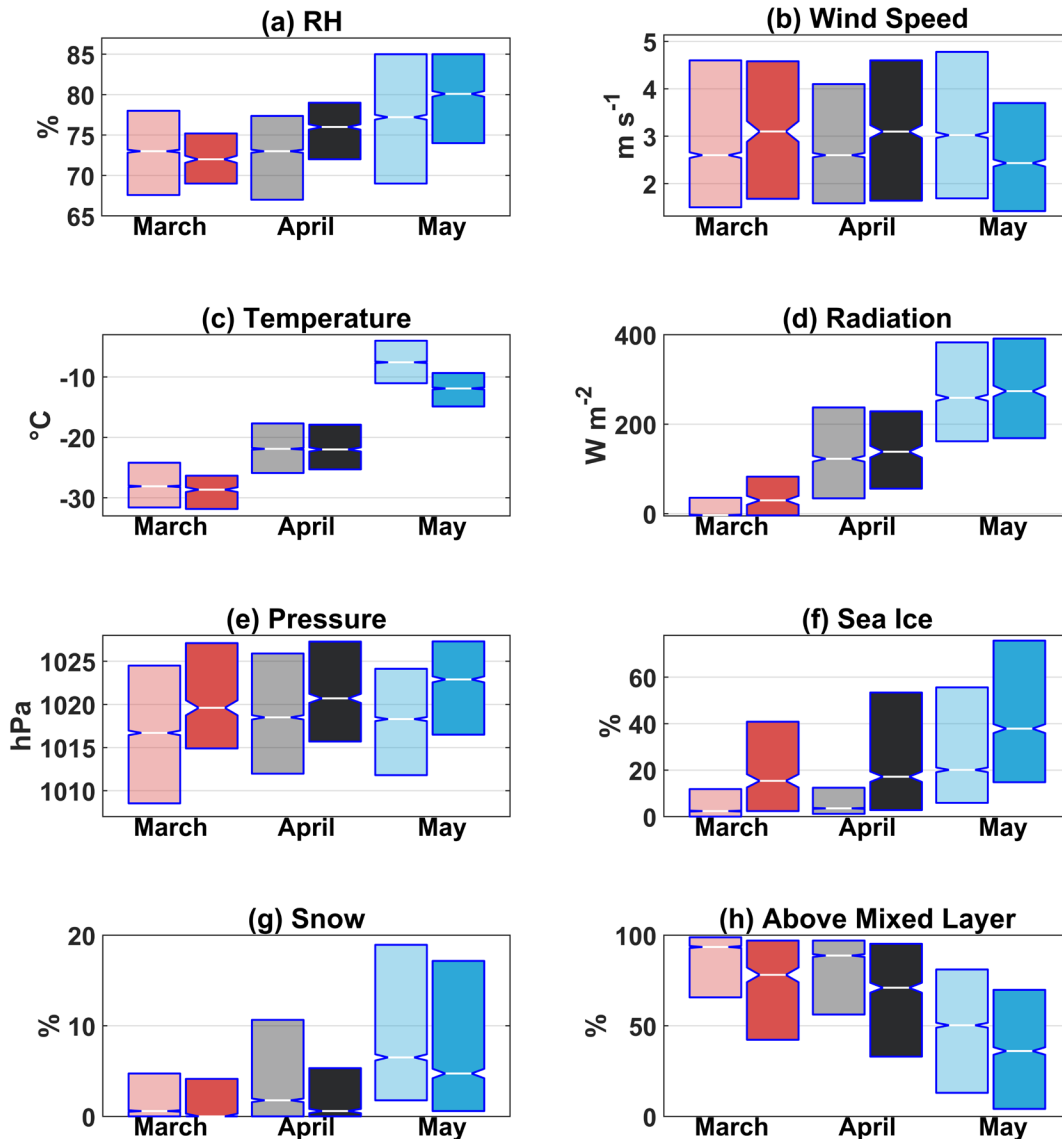 (a) RH
%
85
80
75
70
65
March April May
(b) Wind Speed
m s⁻¹
5
4
3
2
March April May
(c) Temperature
°C
-10
-20
-30
March April May
(d) Radiation
W m⁻²
400
200
0
March April May
(e) Pressure
hPa
1025
1020
1015
1010
March April May
(f) Sea Ice
%
60
40
20
0
March April May
(g) Snow
%
20
10
0
March April May
(h) Above Mixed Layer
%
100
50
0
March April May